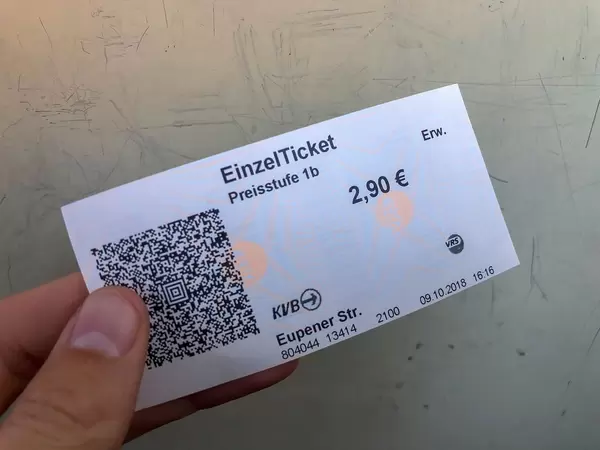 EinzelTicket
Erw.
Preisstufe 1b
2,90 €
VRS
KVB
Eupener Str.
804044 13414 2100 09.10.2018 16:16